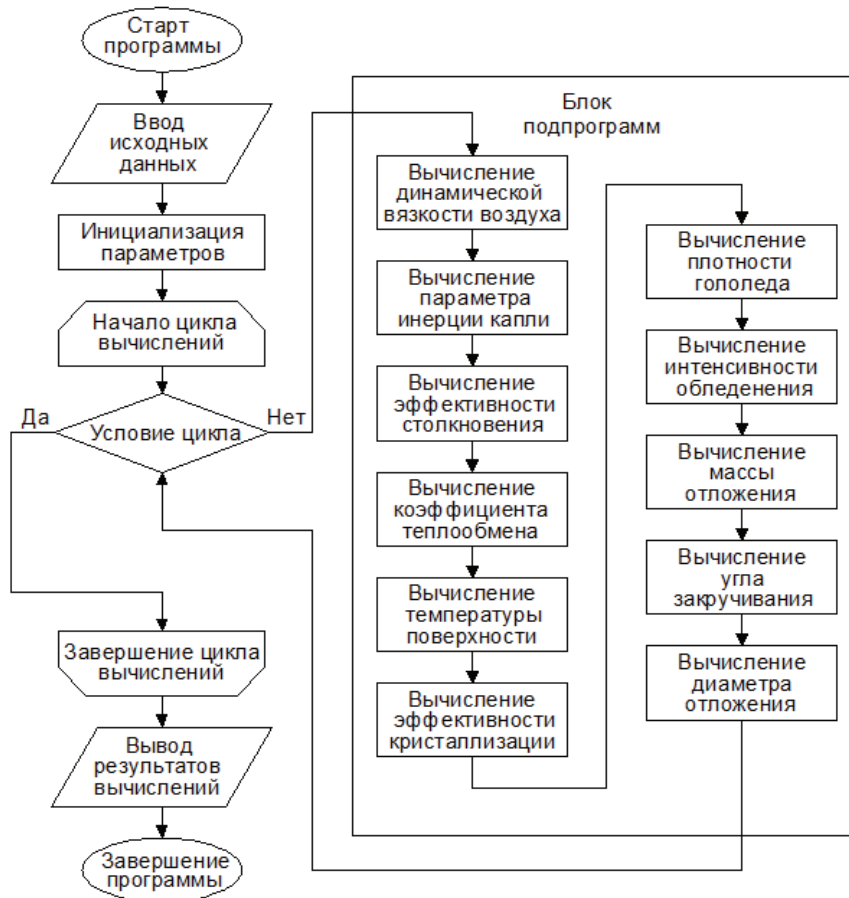 Старт
программы
Ввод
исходных
данных
Инициализация
параметров
Начало цикла
вычислений
Да
Условие цикла
Нет
Завершение цикла
вычислений
Вывод
результатов
вычислений
Завершение
программы
Блок
подпрограмм
Вычисление
динамической
вязкости воздуха
Вычисление
параметра
инерции капли
Вычисление
эффективности
столкновения
Вычисление
коэффициента
теплообмена
Вычисление
температуры
поверхности
Вычисление
эффективности
кристаллизации
Вычисление
плотности
гололеда
Вычисление
интенсивности
обледенения
Вычисление
массы
отложения
Вычисление
угла
закручивания
Вычисление
диаметра
отложения